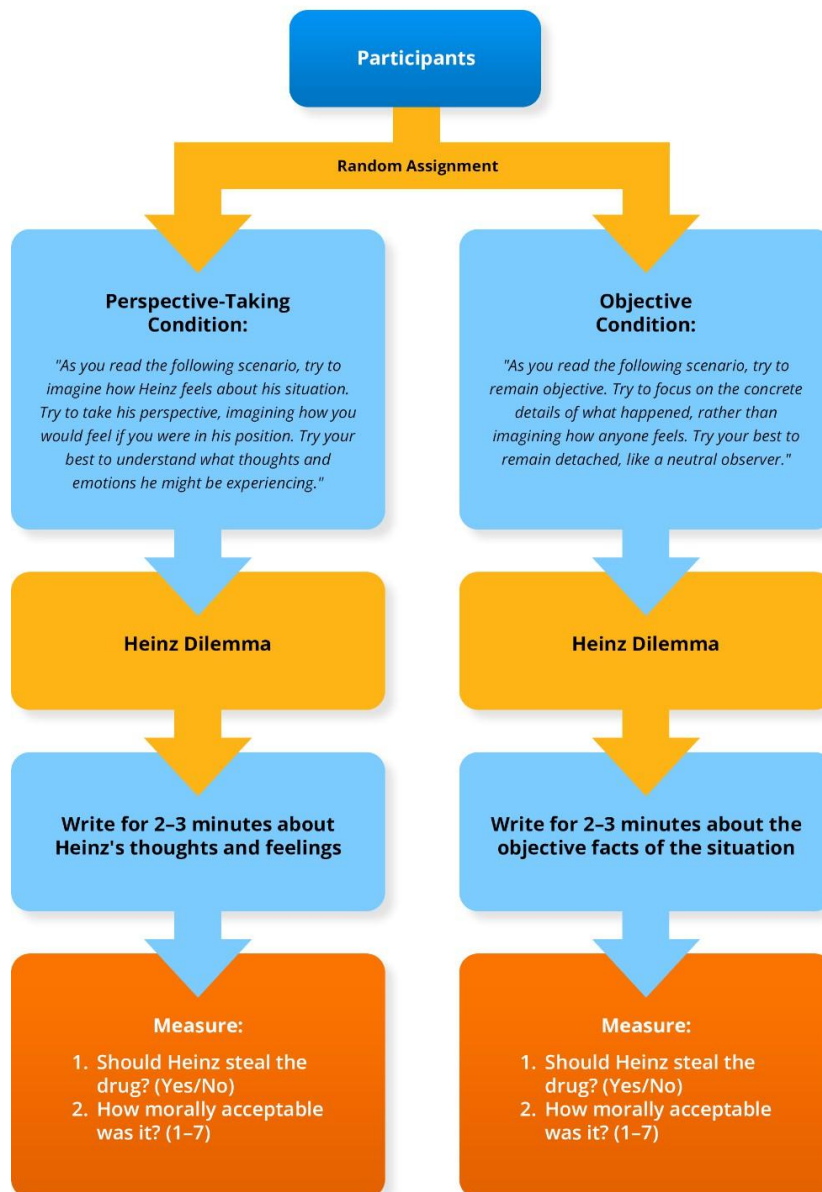 Participants
Random Assignment
Perspective-Taking
Condition:
"As you read the following scenario, try to
imagine how Heinz feels about his situation.
Try to take his perspective, imagining how you
would feel if you were in his position. Try your
best to understand what thoughts and
emotions he might be experiencing."
Heinz Dilemma
Write for 2–3 minutes about
Heinz's thoughts and feelings
Measure:
1. Should Heinz steal the
drug? (Yes/No)
2. How morally acceptable
was it? (1–7)
Objective
Condition:
"As you read the following scenario, try to
remain objective. Try to focus on the concrete
details of what happened, rather than
imagining how anyone feels. Try your best to
remain detached, like a neutral observer."
Heinz Dilemma
Write for 2–3 minutes about the
objective facts of the situation
Measure:
1. Should Heinz steal the
drug? (Yes/No)
2. How morally acceptable
was it? (1–7)